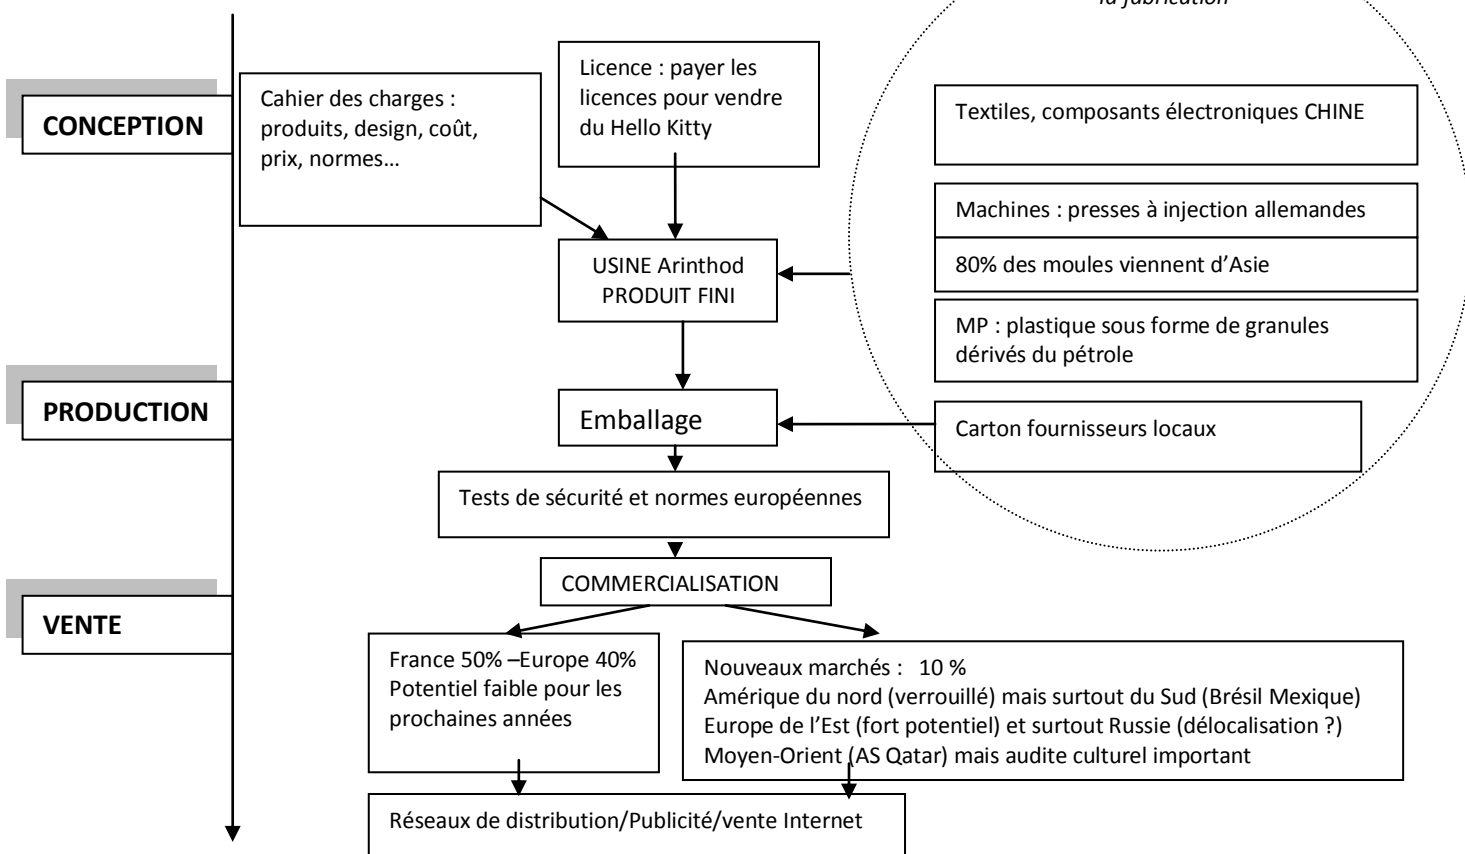 la fabrication
CONCEPTION
Cahier des charges :
produits, design, coût,
prix, normes…
Licence : payer les
licences pour vendre
du Hello Kitty
Textiles, composants électroniques CHINE
Machines : presses à injection allemandes
80% des moules viennent d’Asie
MP : plastique sous forme de granules
dérivés du pétrole
USINE Arinthod
PRODUIT FINI
PRODUCTION
Emballage
Carton fournisseurs locaux
Tests de sécurité et normes européennes
COMMERCIALISATION
VENTE
France 50% –Europe 40%
Potentiel faible pour les
prochaines années
Nouveaux marchés :   10 %
Amérique du nord (verrouillé) mais surtout du Sud (Brésil Mexique)
Europe de l’Est (fort potentiel) et surtout Russie (délocalisation ?)
Moyen-Orient (AS Qatar) mais audite culturel important
Réseaux de distribution/Publicité/vente Internet